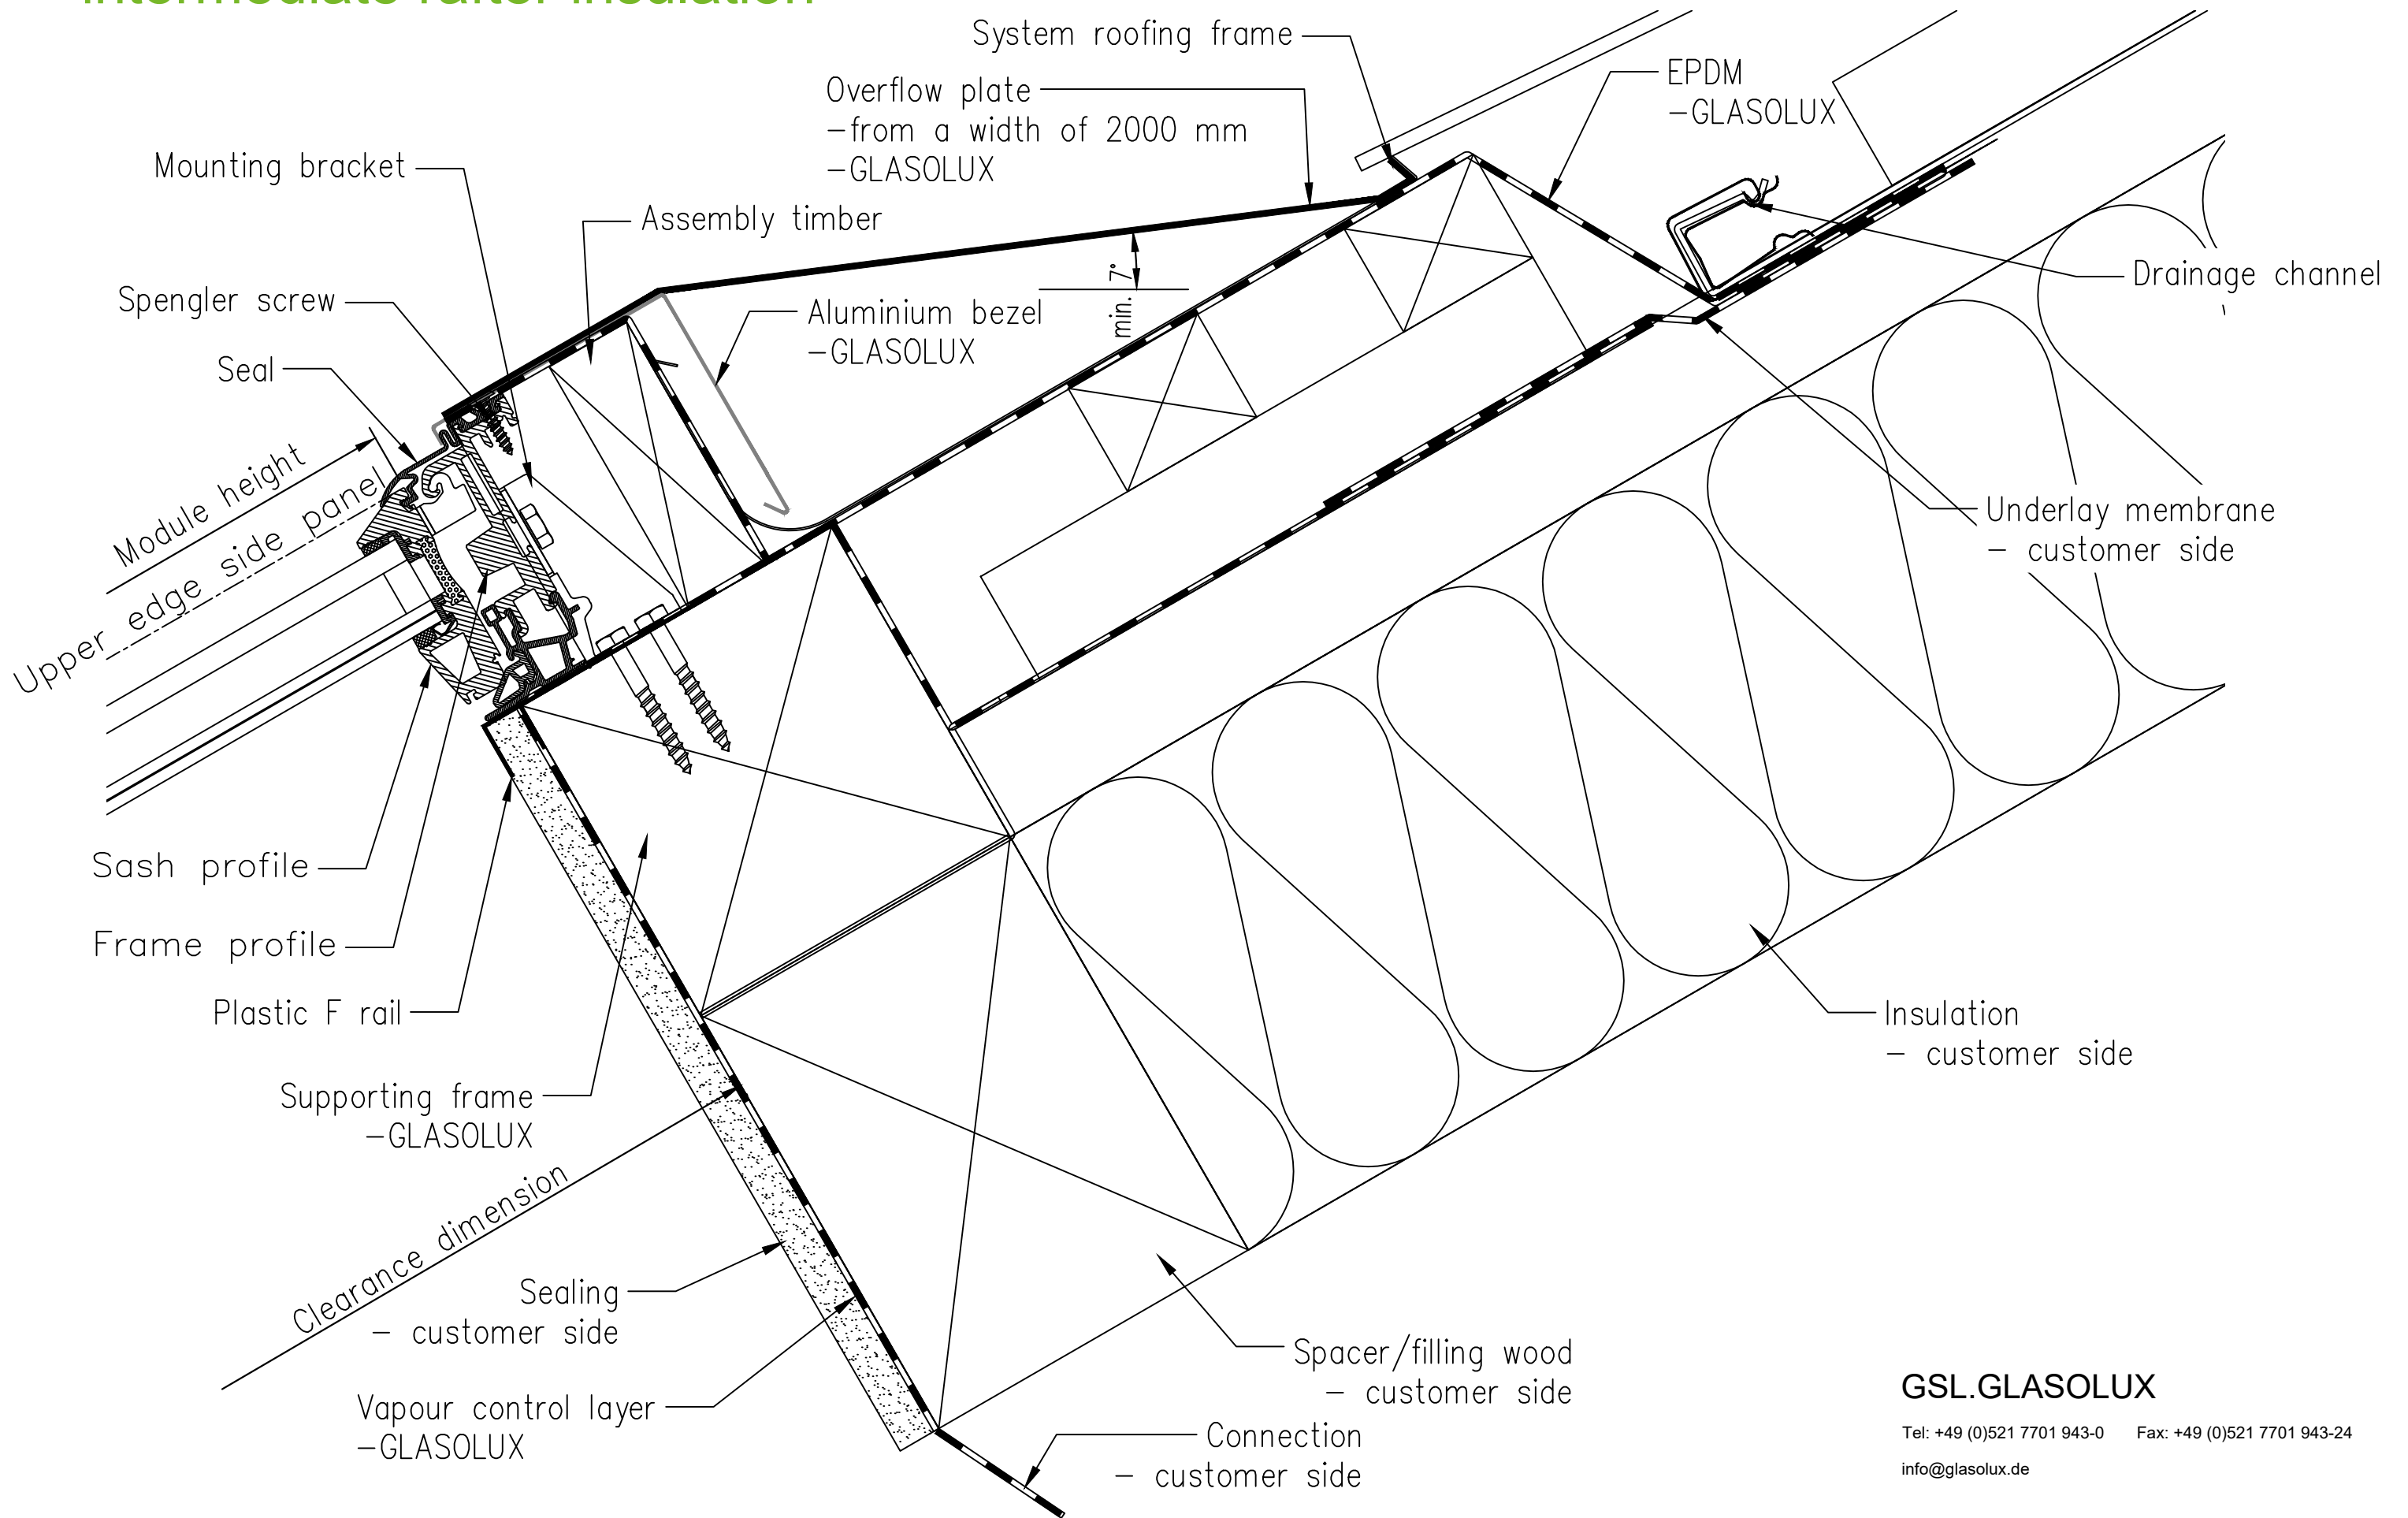 Intermediate rafter insulation
System roofing frame
Overflow plate
-from a width of 2000 mm
-GLASOLUX
EPDM
-GLASOLUX
Mounting bracket
Assembly timber
Spengler screw
Aluminium bezel
-GLASOLUX
min. 7°
Drainage channel
Seal
Module height
Upper edge side panel
Underlay membrane
- customer side
Sash profile
Frame profile
Plastic F rail
Insulation
- customer side
Supporting frame
-GLASOLUX
Clearance dimension
Sealing
- customer side
Spacer/filling wood
- customer side
Vapour control layer
-GLASOLUX
Connection
- customer side
GSL.GLASOLUX
Tel: +49 (0)521 7701 943-0 Fax: +49 (0)521 7701 943-24
info@glasolux.de